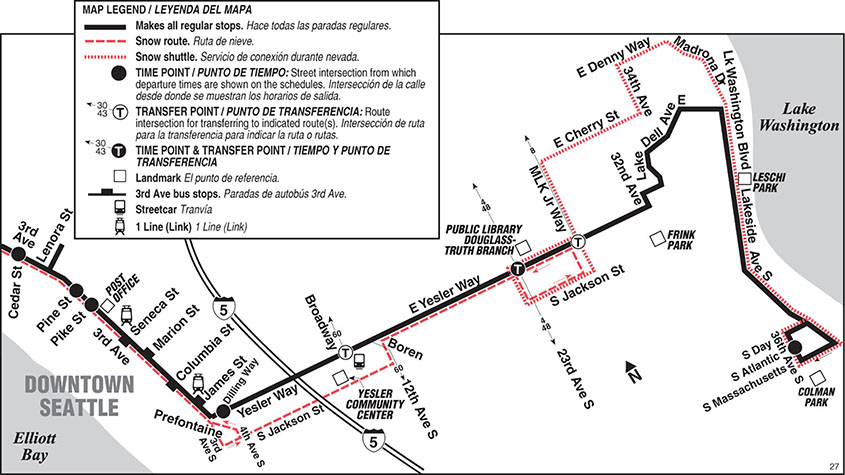 MAP LEGEND / LEYENDA DEL MAPA
Makes all regular stops. Hace todas las paradas regulares.
Snow route. Ruta de nieve.
Snow shuttle. Servicio de conexión durante nevada.
TIME POINT / PUNTO DE TIEMPO: Street intersection from which
departure times are shown on the schedules. Intersección de la calle
desde donde se muestran los horarios de salida.
30
43
T
TRANSFER POINT / PUNTO DE TRANSFERENCIA: Route
intersection for transferring to indicated route(s). Intersección de ruta
para la transferencia para indicar la ruta o rutas.
30
43
T
TIME POINT & TRANSFER POINT / TIEMPO Y PUNTO DE
TRANSFERENCIA
Landmark El punto de referencia.
3rd Ave bus stops. Paradas de autobús 3rd Ave.
Streetcar Tranvía
1 Line (Link) 1 Line (Link)
E Denny Way
Madrona Dr
Lk Washington Blvd
34th Ave
E Cherry St
Lake Dell Ave
E
32nd Ave
Lake
Washington
LESCHI
PARK
Lakeside Ave S
8
MLK Jr Way
4
48
PUBLIC LIBRARY
DOUGLASS-
TRUTH BRANCH
T
T
FRINK
PARK
S Jackson St
4
48
23rd Ave S
N
3rd
Ave
Lenora St
Cedar St
Pine St
Pike St
POST
OFFICE
3rd Ave
Seneca St
Marion St
Columbia St
James St
Dilling Way
5
Broadway
60
T
E Yesler Way
Yesler Way
Boren
60
12th Ave S
YESLER
COMMUNITY
CENTER
S Jackson St
5
Prefontaine
3rd
Ave S
4th Ave S
DOWNTOWN
SEATTLE
Elliott
Bay
S Day
S Atlantic
S Massachusetts
36th Ave S
COLMAN
PARK
27